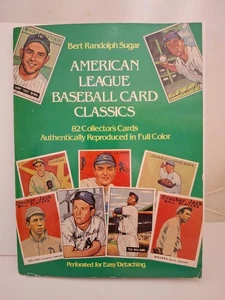 Bert Randolph Sugar
AMERICAN
LEAGUE
BASEBALL CARD
CLASSICS
82 Collector's Cards
Authentically Reproduced in Full Color
Perforated for Easy Detaching